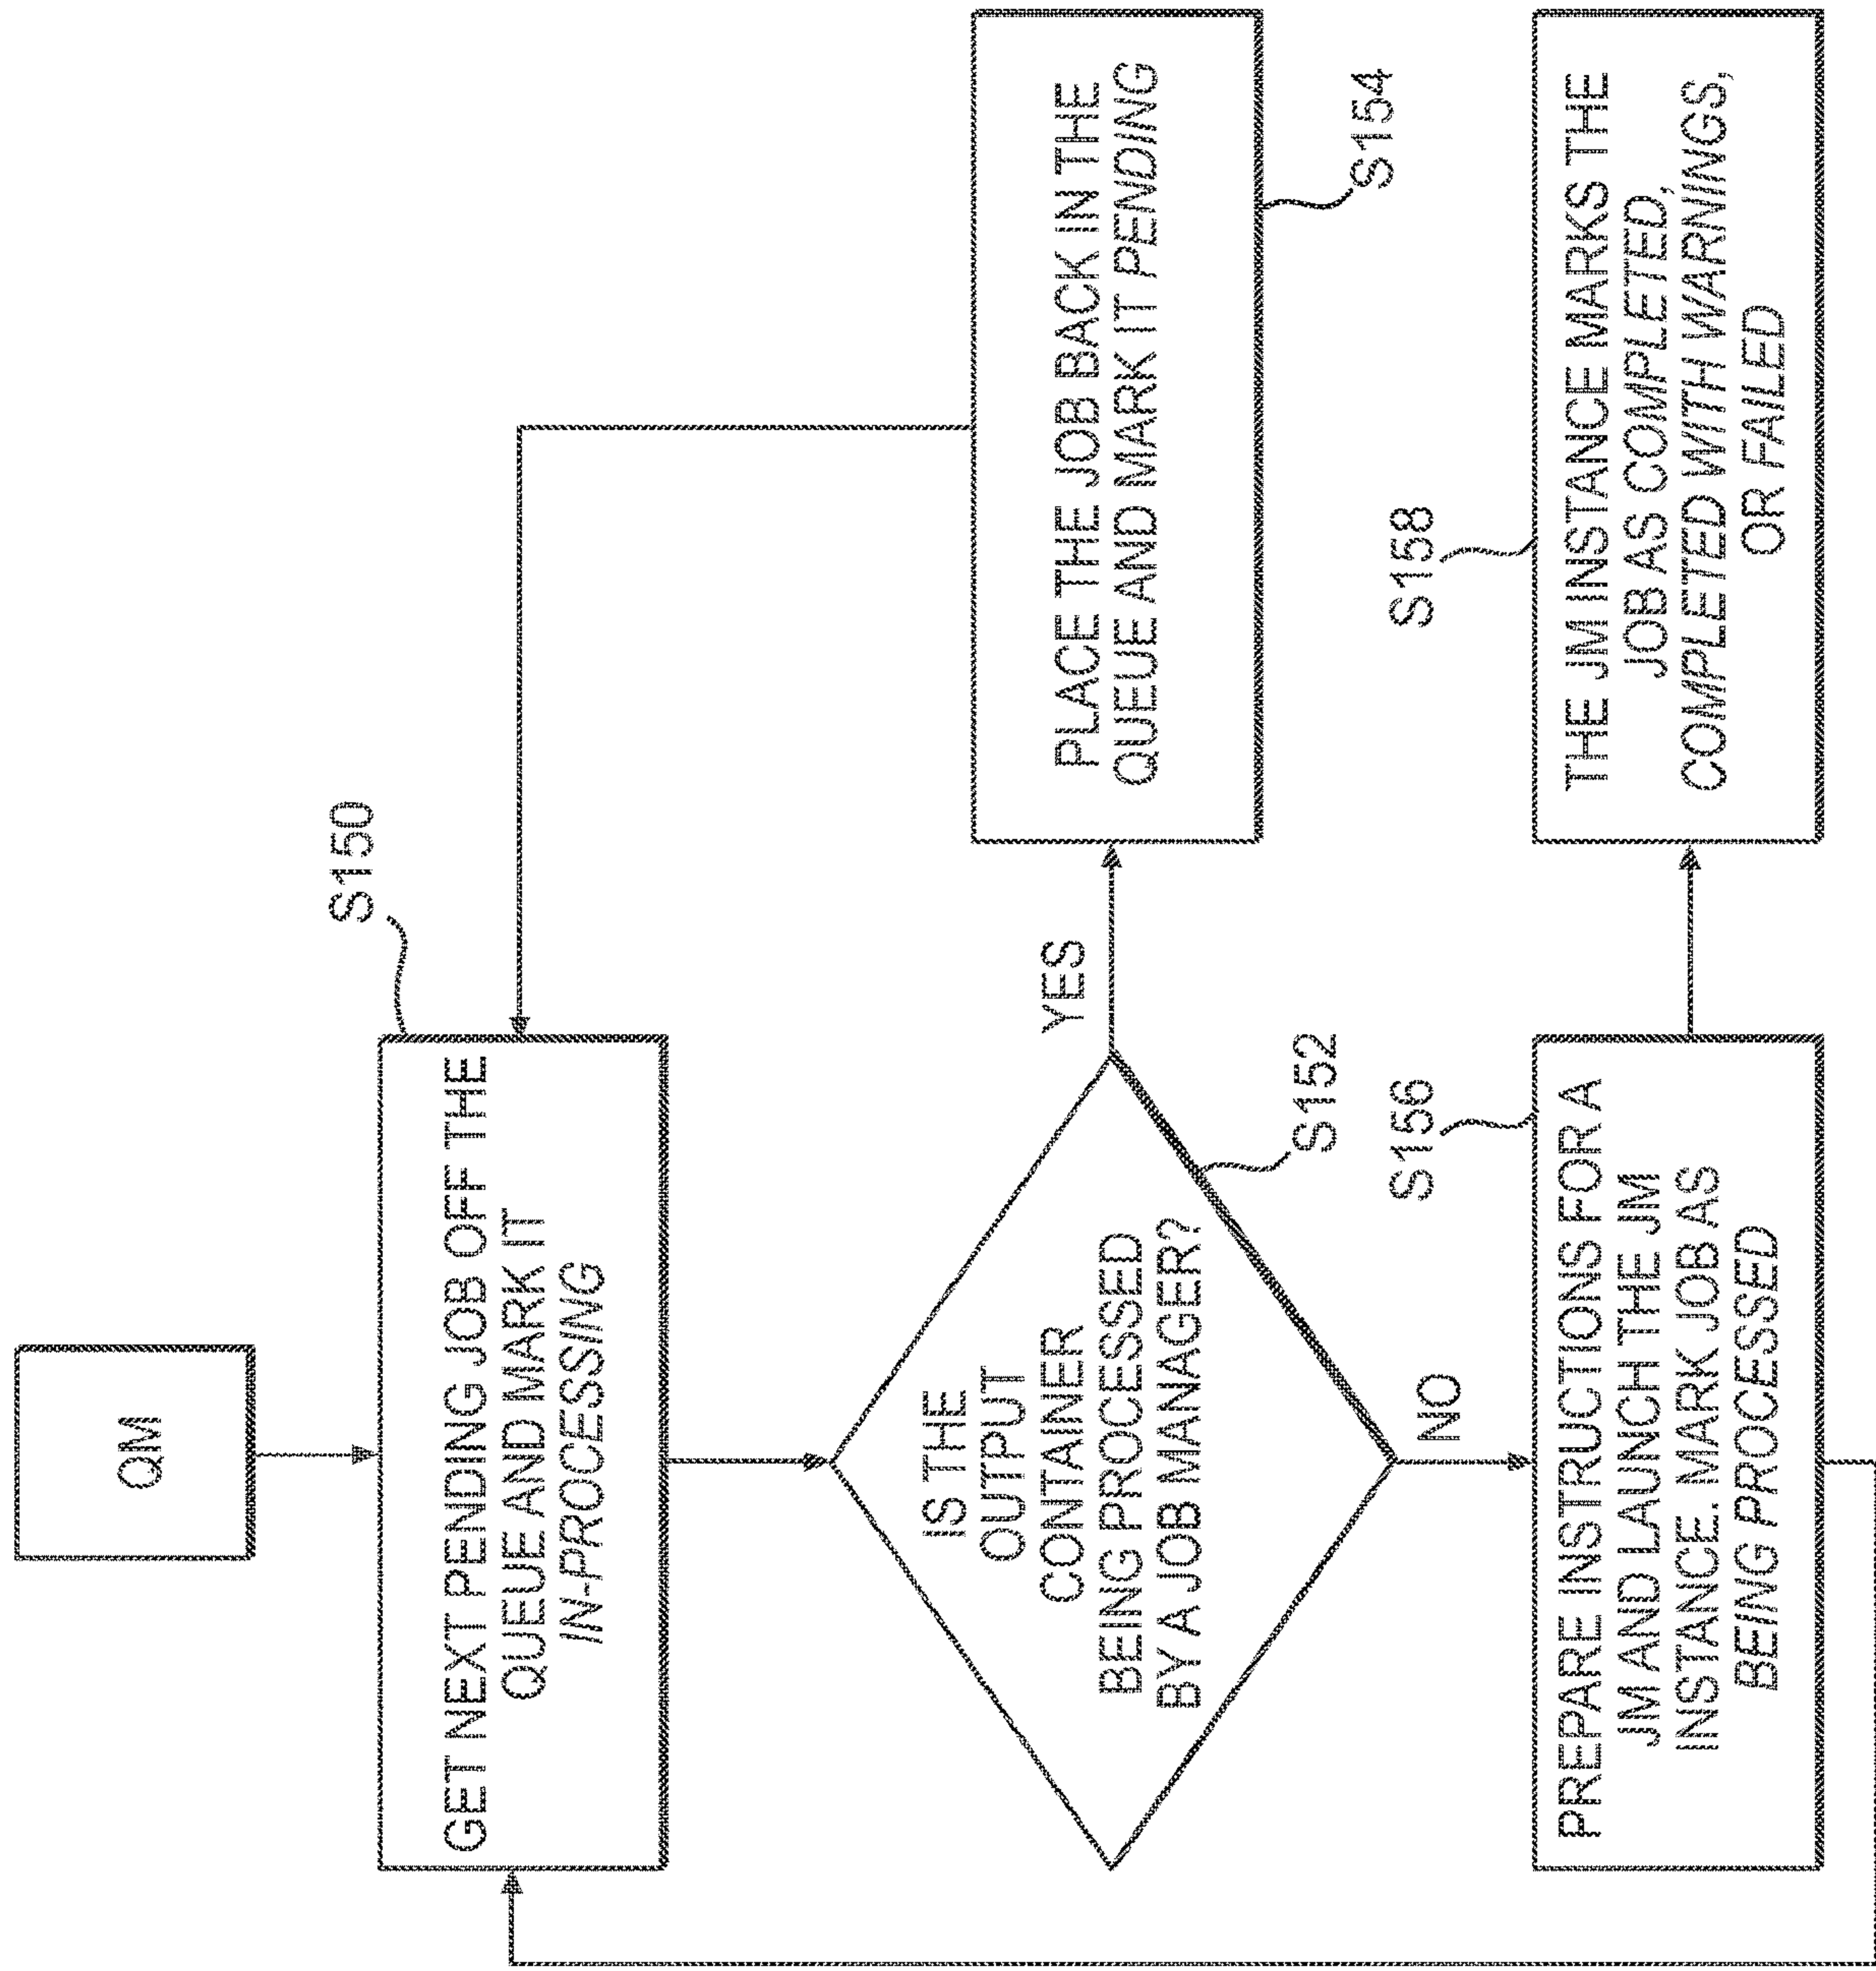 QM
S150
GET NEXT PENDING JOB OFF THE
QUEUE AND MARK IT
IN-PROCESSING
IS THE
OUTPUT
CONTAINER
BEING PROCESSED
BY A JOB MANAGER?
S152
YES
PLACE THE JOB BACK IN THE
QUEUE AND MARK IT PENDING
S154
NO
S156
PREPARE INSTRUCTIONS FOR A
JM AND LAUNCH THE JM
INSTANCE. MARK JOB AS
BEING PROCESSED
S158
THE JM INSTANCE MARKS THE
JOB AS COMPLETED,
COMPLETED WITH WARNINGS,
OR FAILED